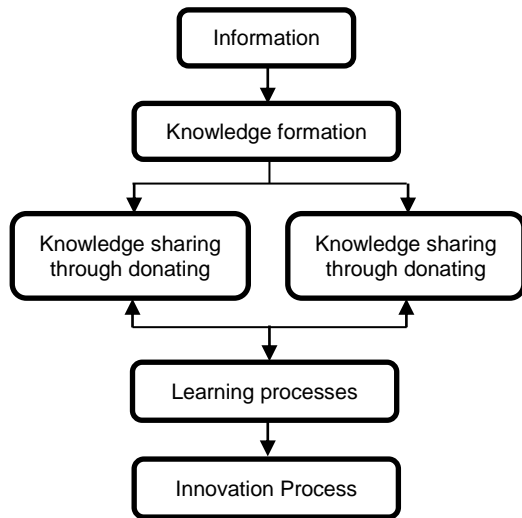 Information
Knowledge formation
Knowledge sharing
through donating
Knowledge sharing
through donating
Learning processes
Innovation Process